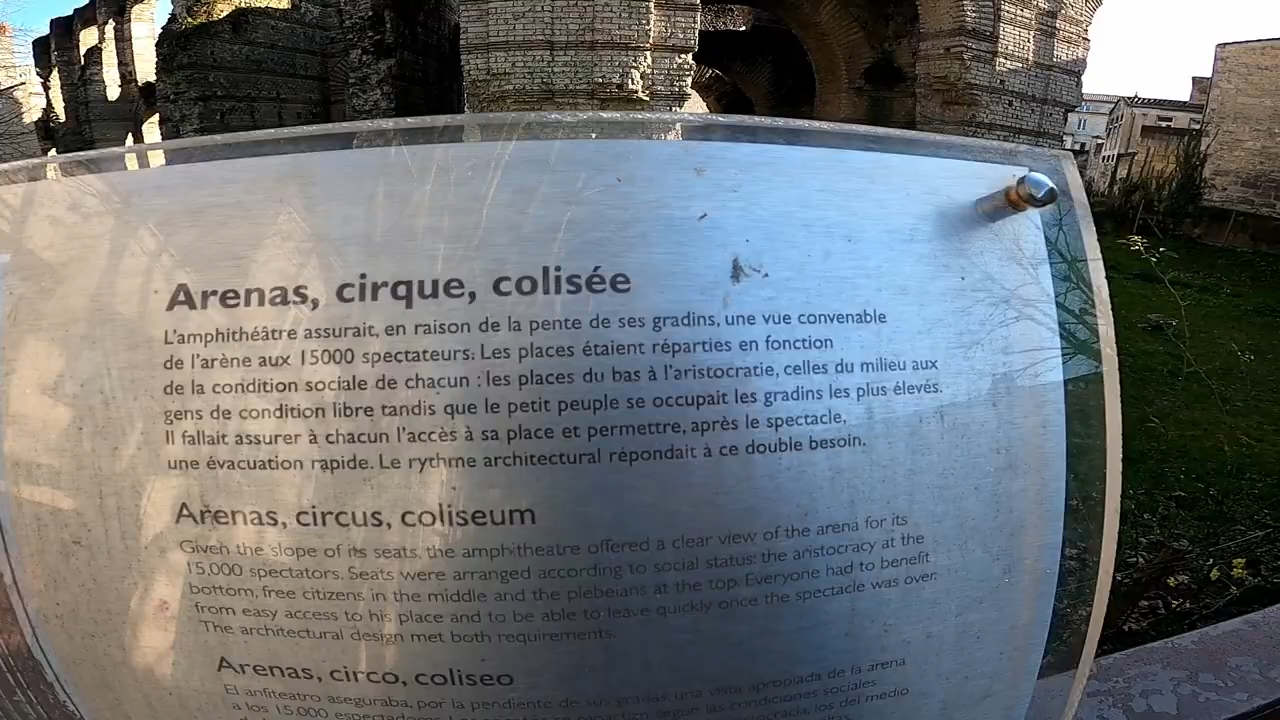 Arenas, cirque, colisée
L'amphithéâtre assurait, en raison de la pente de ses gradins, une vue convenable
de l'arène aux 15000 spectateurs. Les places étaient réparties en fonction
de la condition sociale de chacun : les places du bas à l'aristocratie, celles du milieu aux
gens de condition libre tandis que le petit peuple se occupait les gradins les plus élevés.
Il fallait assurer à chacun l'accès à sa place et permettre, après le spectacle,
une évacuation rapide. Le rythme architectural répondait à ce double besoin.
Arenas, circus, coliseum
Given the slope of its seats, the amphitheatre offered a clear view of the arena for its
15,000 spectators. Seats were arranged according to social status: the aristocracy at the
bottom, free citizens in the middle and the plebeians at the top. Everyone had to benefit
from easy access to his place and to be able to leave quickly once the spectacle was over.
The architectural design met both requirements.
Arenas, circo, coliseo
El anfiteatro aseguraba, por la pendiente de sus gradas, una vista apropiada de la arena
a los 15.000 espectadores. según las condiciones sociales
los del medio